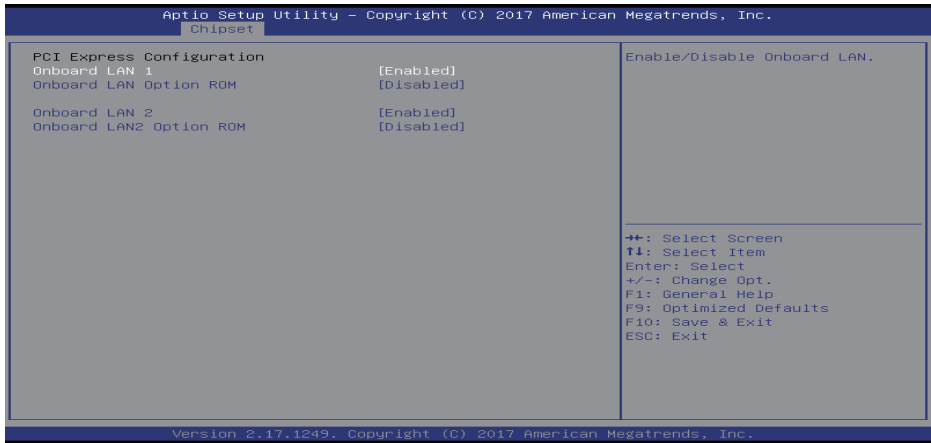 Aptio Setup Utility – Copyright (C) 2017 American Megatrends, Inc.
Chipset
PCI Express Configuration
Onboard LAN 1 [Enabled]
Onboard LAN Option ROM [Disabled]
Onboard LAN 2 [Enabled]
Onboard LAN2 Option ROM [Disabled]
Enable/Disable Onboard LAN.
→←: Select Screen
↑↓: Select Item
Enter: Select
+/-: Change Opt.
F1: General Help
F9: Optimized Defaults
F10: Save & Exit
ESC: Exit
Version 2.17.1249. Copyright (C) 2017 American Megatrends, Inc.